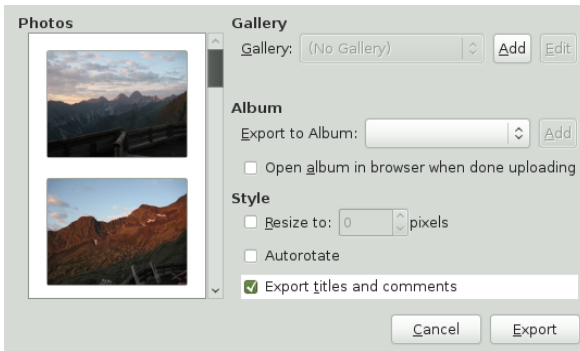 Photos
Gallery
Gallery: (No Gallery) Add Edit
Album
Export to Album: Add
Open album in browser when done uploading
Style
Resize to: 0 pixels
Autorotate
Export titles and comments
Cancel Export